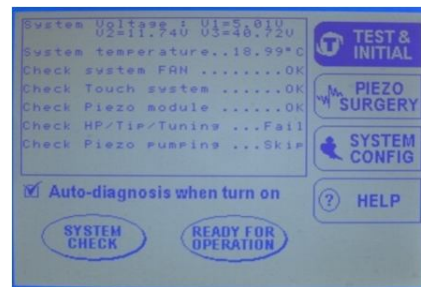 System Voltage : V1=5.01V
V2=11.74V V3=40.72V
System temperature..18.99°C
Check system FAN ........OK
Check Touch system ......OK
Check Piezo module ......OK
Check HP/Tip/Tuning ...Fail
Check Piezo pumping ...Skip
Auto-diagnosis when turn on
SYSTEM
CHECK
READY FOR
OPERATION
TEST &
INITIAL
PIEZO
SURGERY
SYSTEM
CONFIG
? HELP